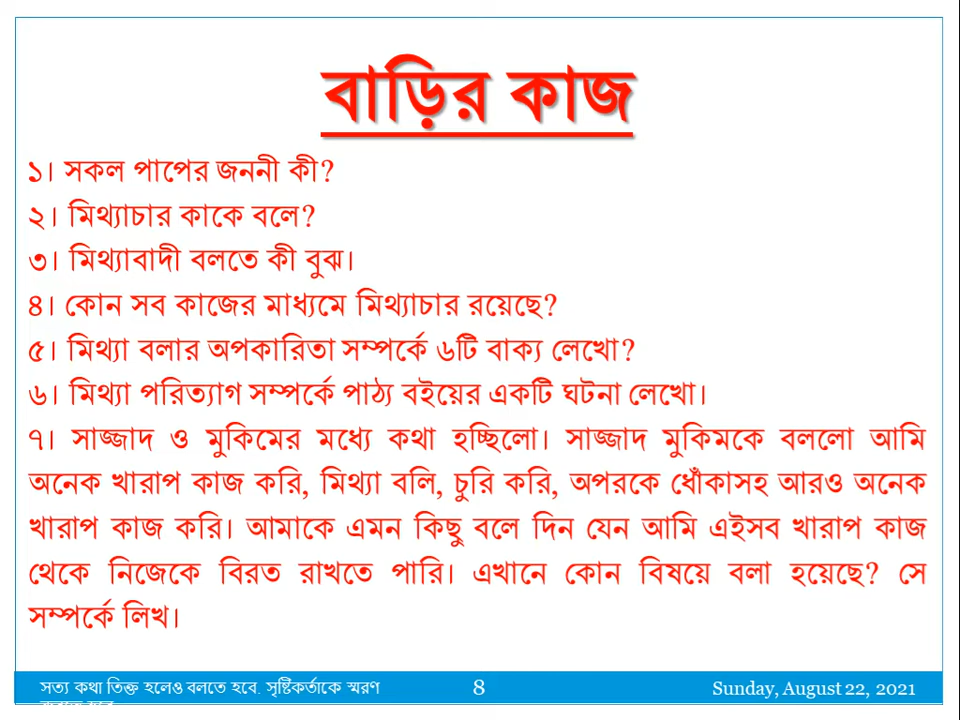 বাড়ির কাজ
১। সকল পাপের জননী কী?
২। মিথ্যাচার কাকে বলে?
৩। মিথ্যাবাদী বলতে কী বুঝ।
৪। কোন সব কাজের মাধ্যমে মিথ্যাচার রয়েছে?
৫। মিথ্যা বলার অপকারিতা সম্পর্কে ৬টি বাক্য লেখো?
৬। মিথ্যা পরিত্যাগ সম্পর্কে পাঠ্য বইয়ের একটি ঘটনা লেখো।
৭। সাজ্জাদ ও মুকিমের মধ্যে কথা হচ্ছিলো। সাজ্জাদ মুকিমকে বললো আমি
অনেক খারাপ কাজ করি, মিথ্যা বলি, চুরি করি, অপরকে ধোঁকাসহ আরও অনেক
খারাপ কাজ করি। আমাকে এমন কিছু বলে দিন যেন আমি এইসব খারাপ কাজ
থেকে নিজেকে বিরত রাখতে পারি। এখানে কোন বিষয়ে বলা হয়েছে? সে
সম্পর্কে লিখ।
সত্য কথা তিক্ত হলেও বলতে হবে. সৃষ্টিকর্তাকে স্মরণ
8
Sunday, August 22, 2021